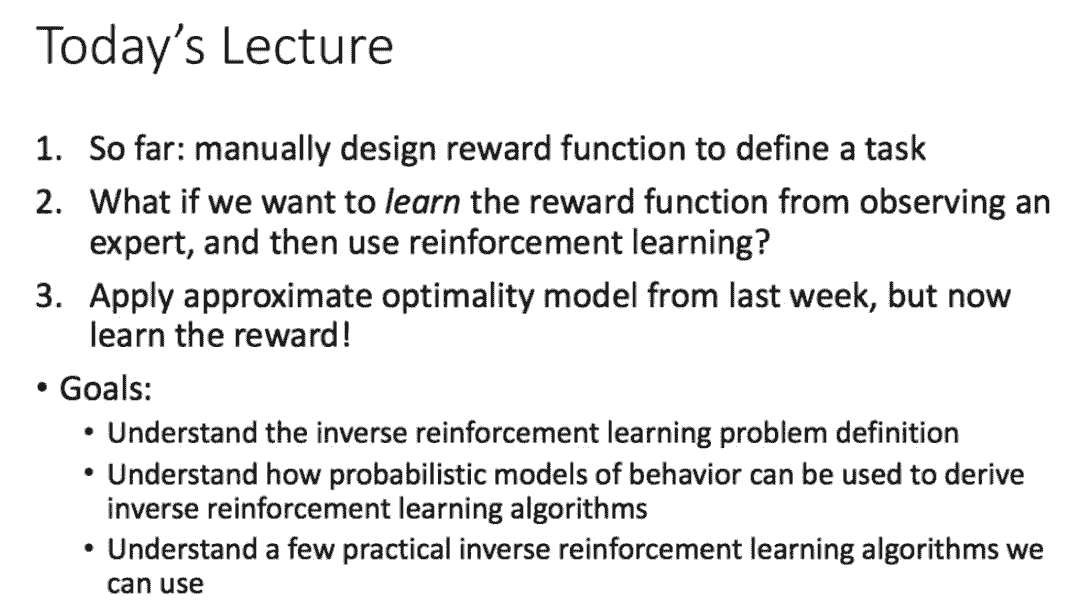 Today's Lecture
1. So far: manually design reward function to define a task
2. What if we want to learn the reward function from observing an
expert, and then use reinforcement learning?
3. Apply approximate optimality model from last week, but now
learn the reward!
• Goals:
• Understand the inverse reinforcement learning problem definition
• Understand how probabilistic models of behavior can be used to derive
inverse reinforcement learning algorithms
• Understand a few practical inverse reinforcement learning algorithms we
can use